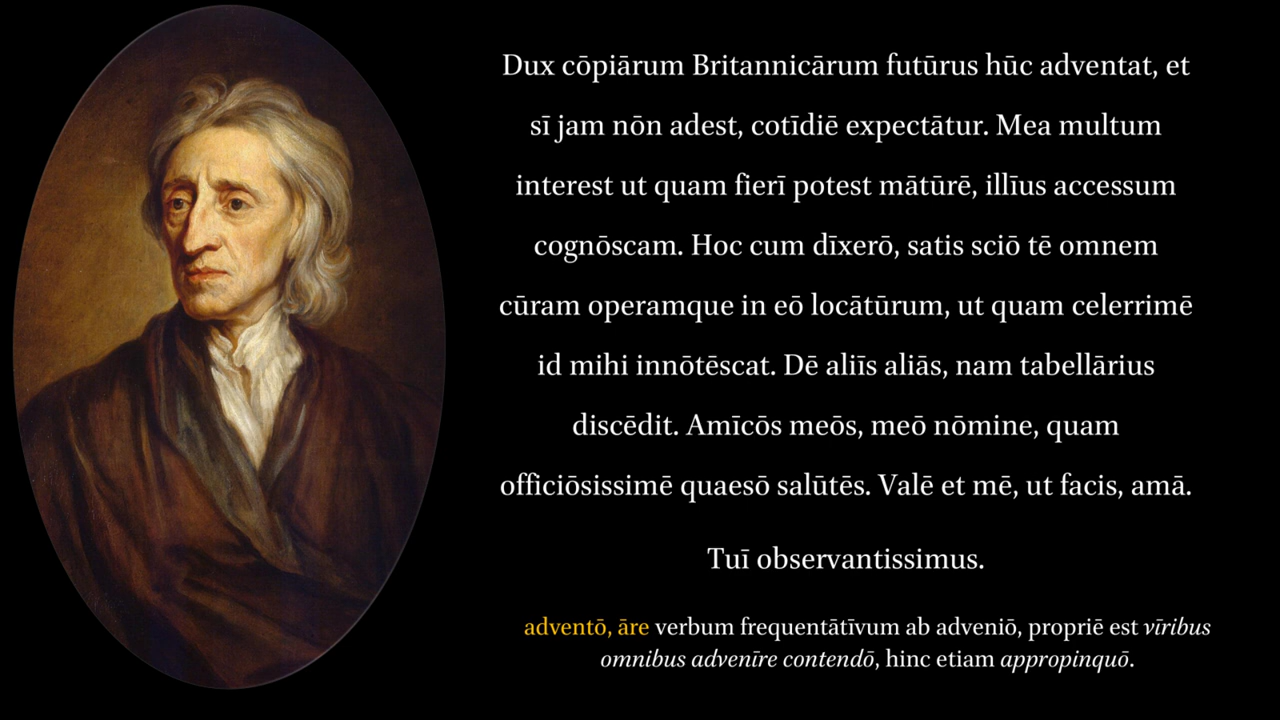 Dux cōpiārum Britannicārum futūrus hūc adventat, et
sī jam nōn adest, cotīdiē expectātur. Mea multum
interest ut quam fierī potest mātūrē, illīus accessum
cognōscam. Hoc cum dīxerō, satis sciō tē omnem
cūram operamque in eō locātūrum, ut quam celerrimē
id mihi innōtēscat. Dē aliīs aliās, nam tabellārius
discēdit. Amīcōs meōs, meō nōmine, quam
officiōsissimē quaesō salūtēs. Valē et mē, ut facis, amā.
Tuī observantissimus.
adventō, āre verbum frequentātīvum ab adveniō, propriē est vīribus
omnibus advenīre contendō, hinc etiam appropinquō.